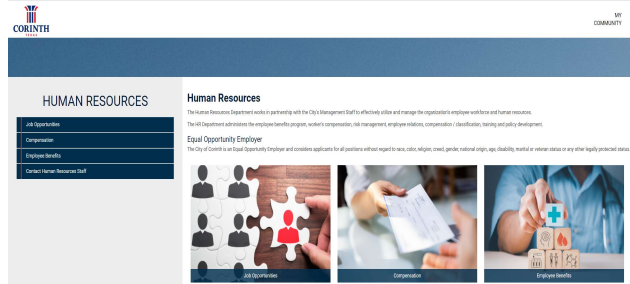 CORINTH
TEXAS
MY
COMMUNITY
HUMAN RESOURCES
Job Opportunities
Compensation
Employee Benefits
Contact Human Resources Staff
Human Resources
The Human Resources Department works in partnership with the City's Management Staff to effectively utilize and manage the organization's employee workforce and human resources.
The HR Department administers the employee benefits program, worker's compensation, risk management, employee relations, compensation / classification, training and policy development.
Equal Opportunity Employer
The City of Corinth is an Equal Opportunity Employer and considers applicants for all positions without regard to race, color, religion, creed, gender, national origin, age, disability, marital or veteran status or any other legally protected status
Job Opportunities
Compensation
Employee Benefits